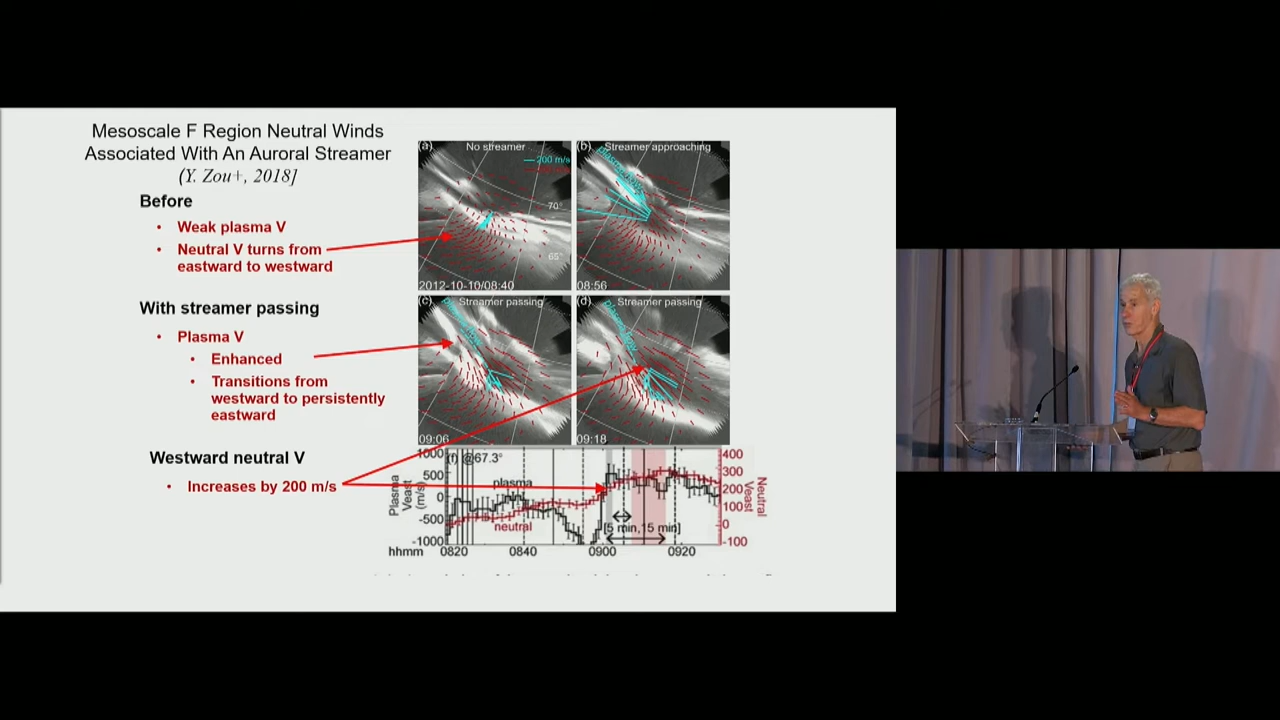 Mesoscale F Region Neutral Winds
Associated With An Auroral Streamer
(Y. Zou+, 2018]
Before
• Weak plasma V
• Neutral V turns from
eastward to westward
With streamer passing
• Plasma V
• Enhanced
• Transitions from
westward to persistently
eastward
Westward neutral V
• Increases by 200 m/s
(a) No streamer
200 m/s
70°
65°
2012-10-10/08:40
(b) Streamer approaching
08:56
(c) Streamer passing
09:06
(d) Streamer passing
09:18
(f) @67.3°
plasma
neutral
[5 min,15 min]
Plasma
Veast
(m/s)
1000
500
0
-500
-1000
400
300
200
100
0
-100
Neutral
Veast
hhmm 0820 0840 0900 0920